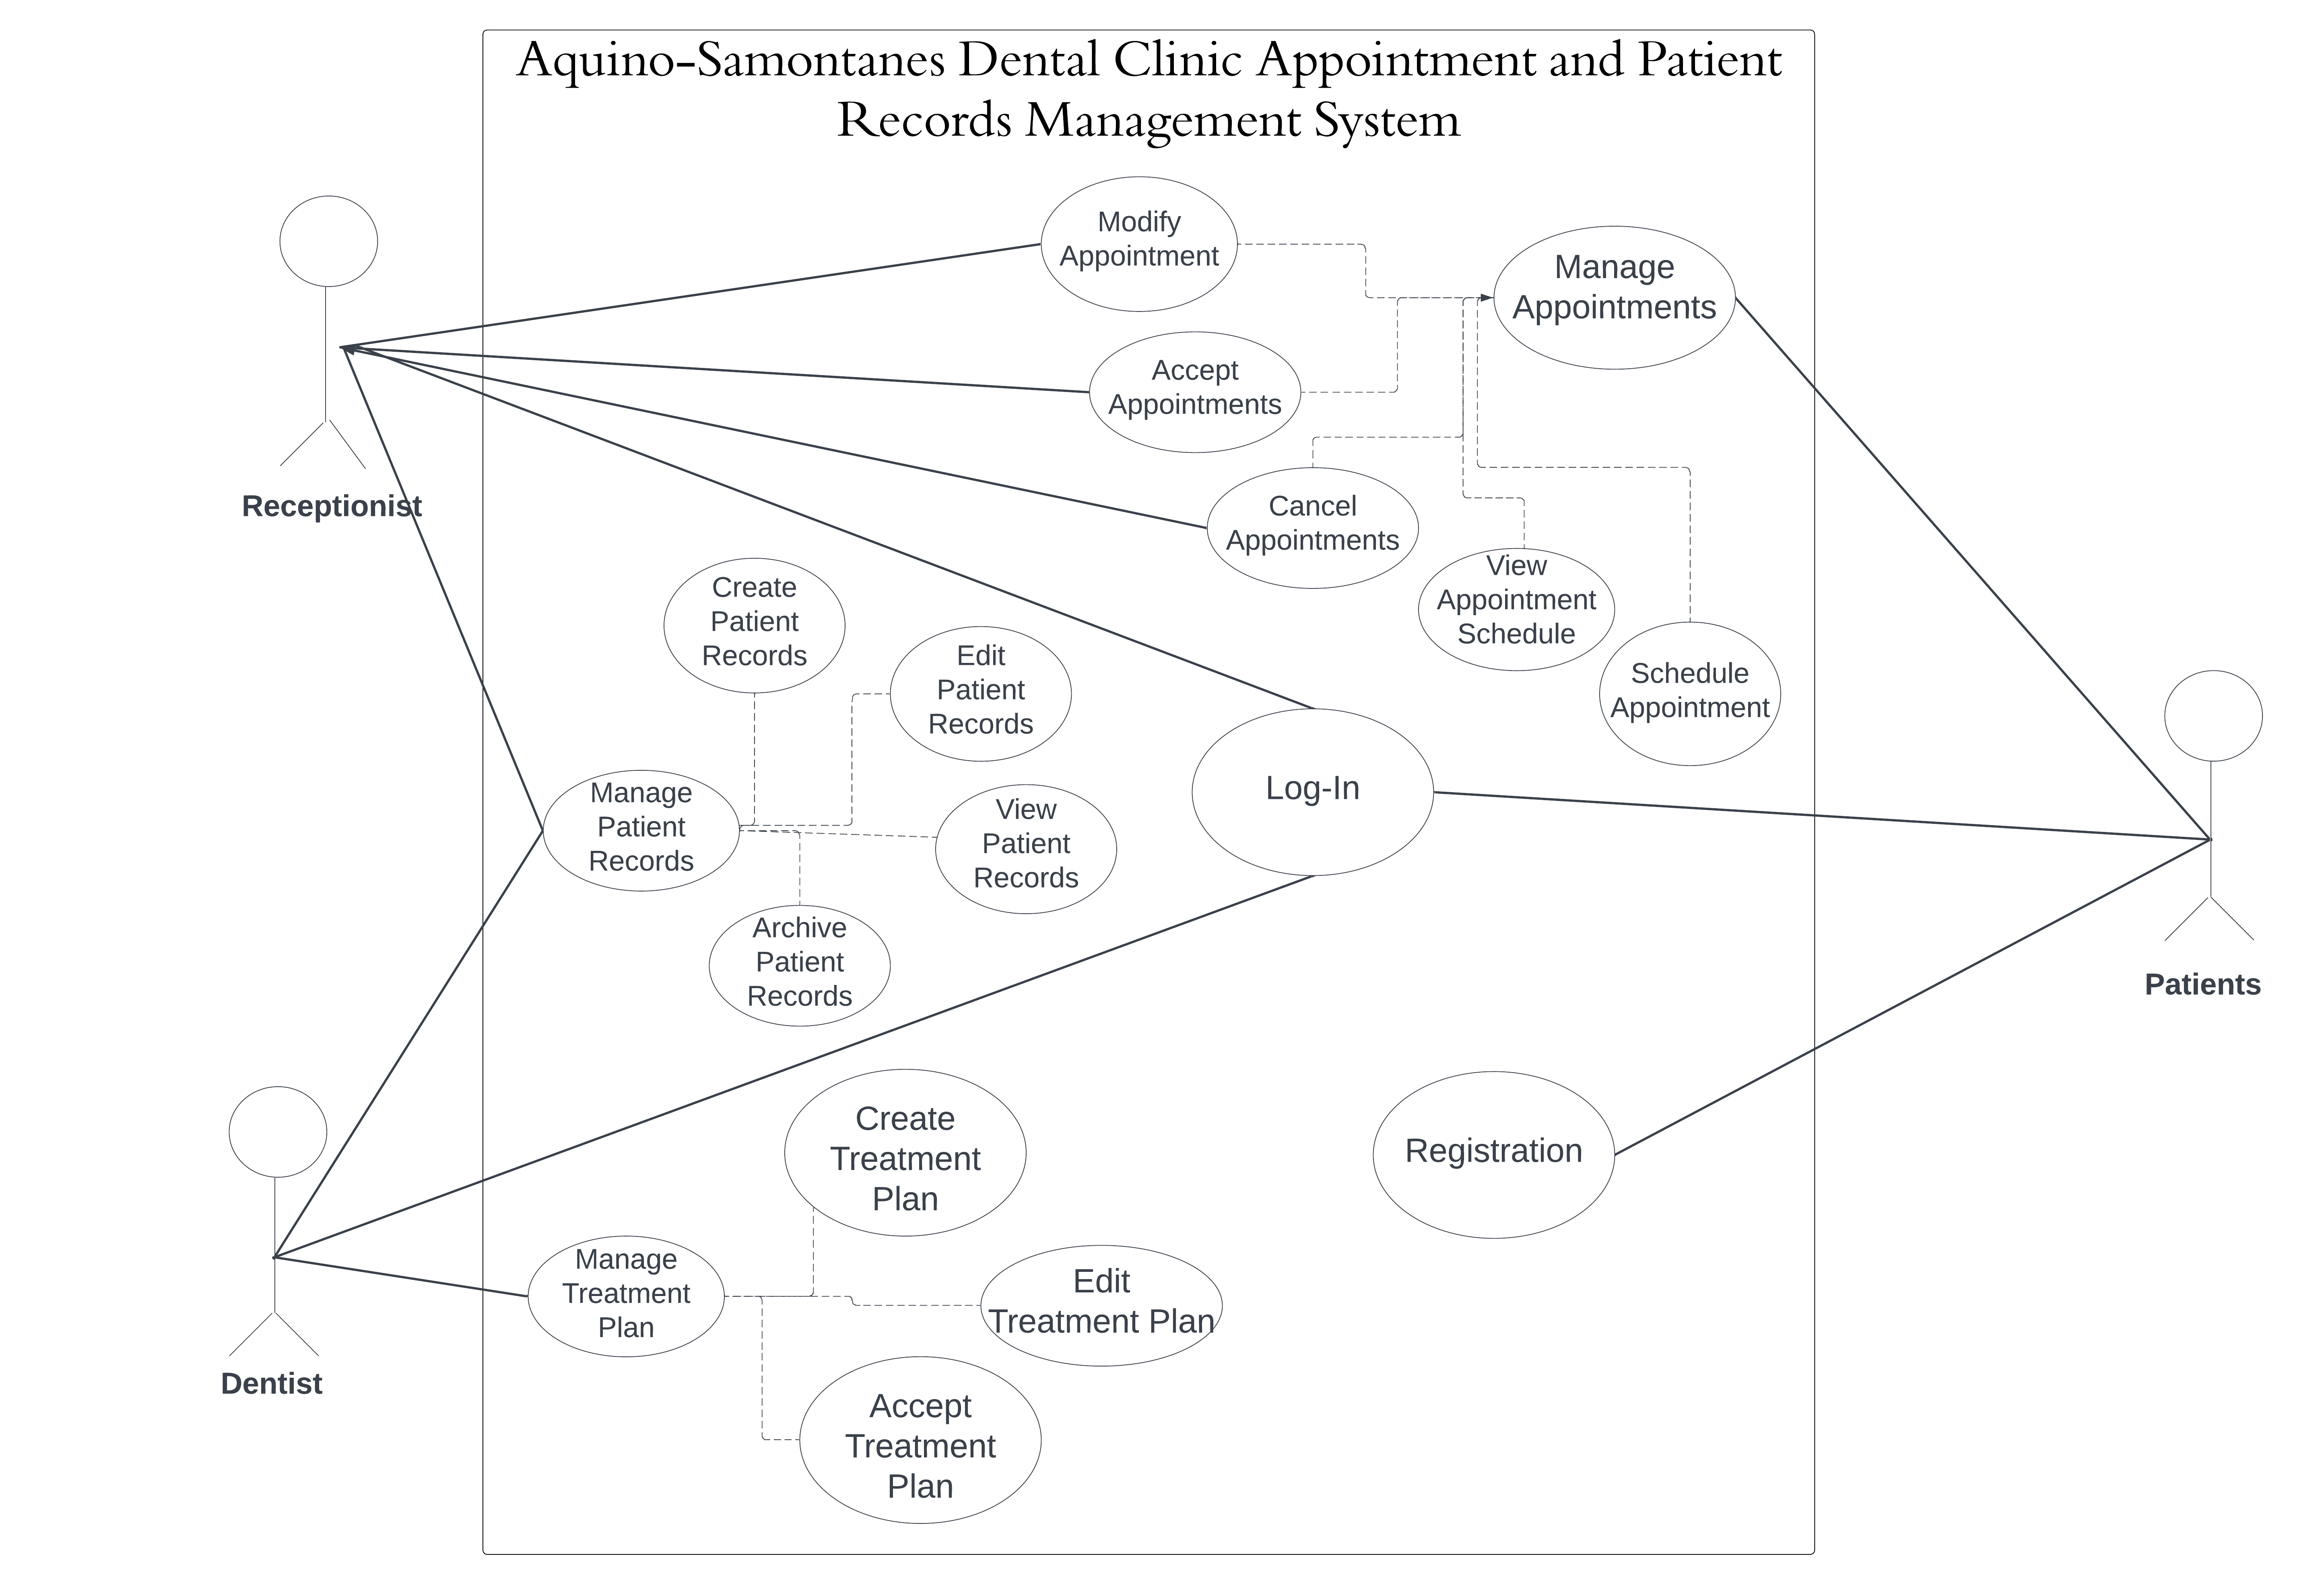 Aquino-Samontanes Dental Clinic Appointment and Patient
Records Management System
Modify
Appointment
Manage
Appointments
Accept
Appointments
Receptionist
Cancel
Appointments
View
Appointment
Schedule
Create
Patient
Records
Edit
Patient
Records
Schedule
Appointment
Log-In
Manage
Patient
Records
View
Patient
Records
Archive
Patient
Records
Patients
Create
Treatment
Plan
Registration
Manage
Treatment
Plan
Edit
Treatment Plan
Dentist
Accept
Treatment
Plan